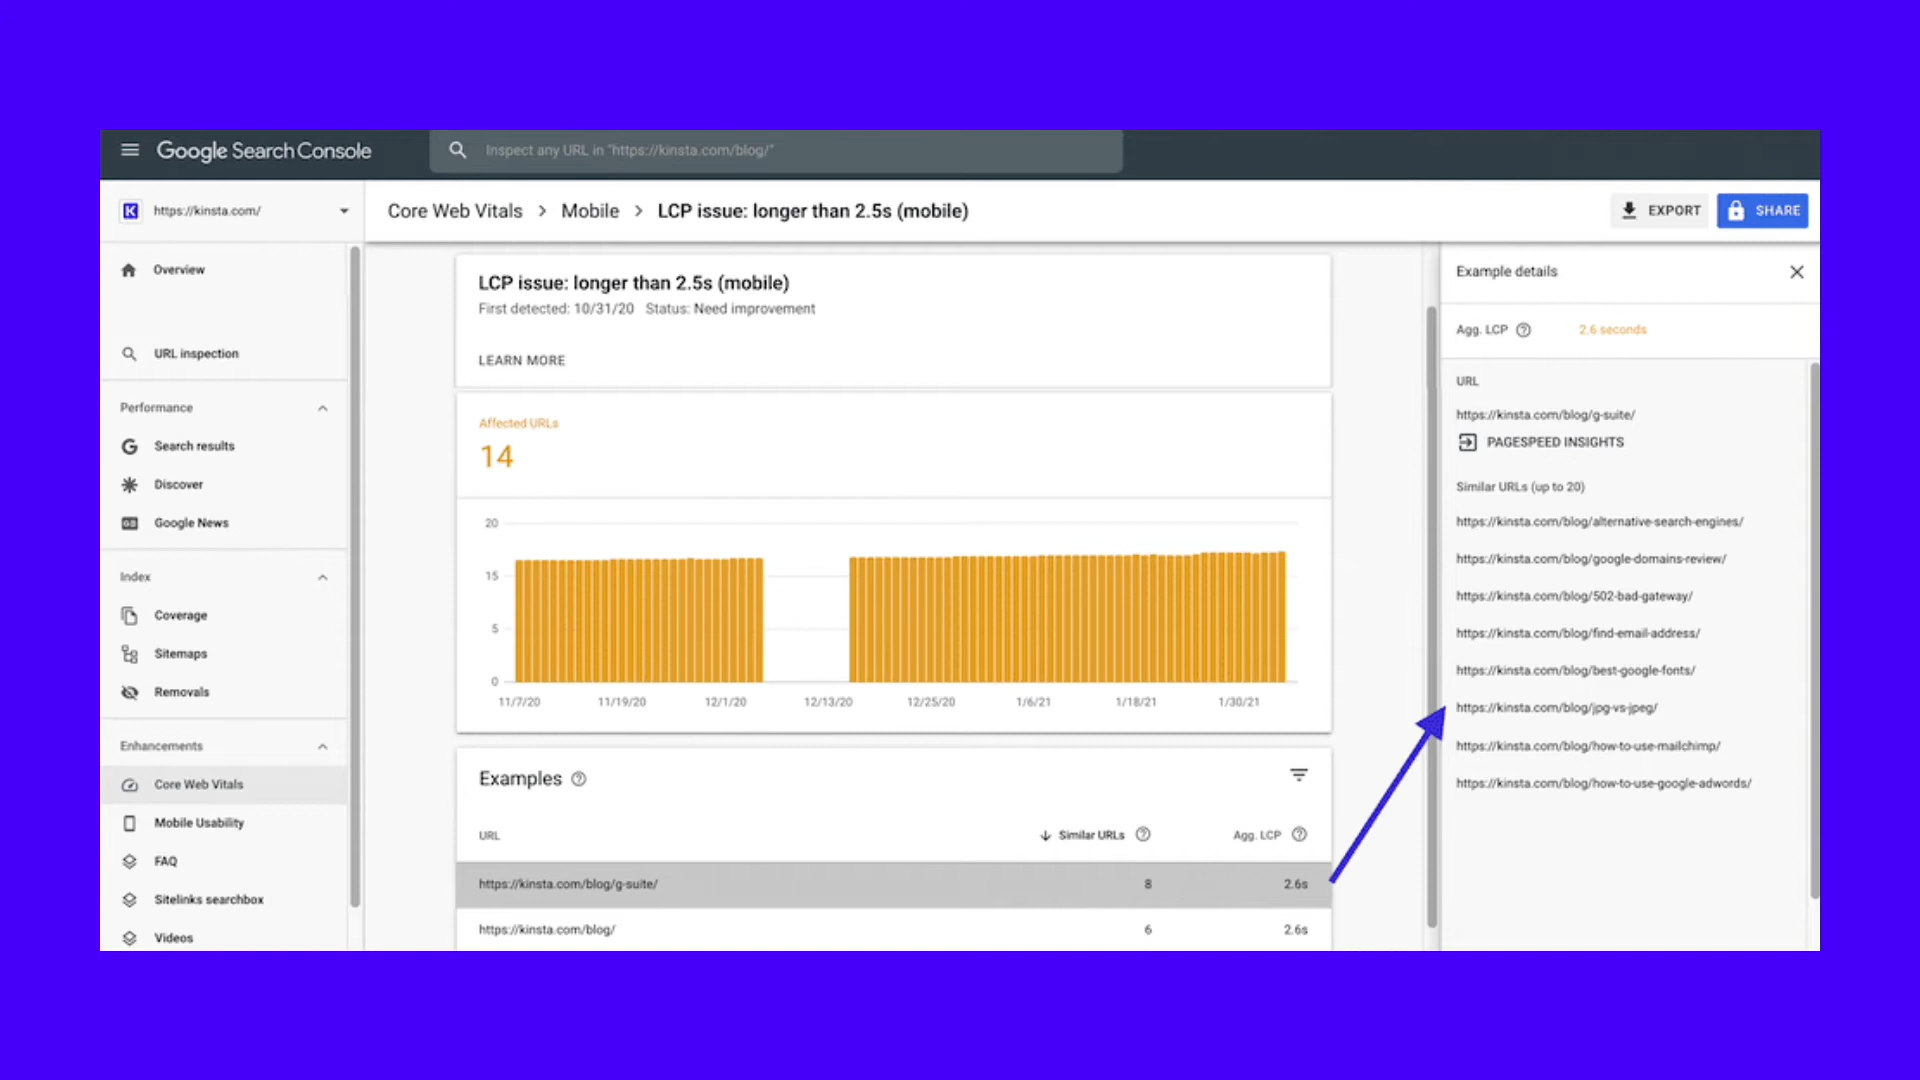 Google Search Console
Inspect any URL in "https://kinsta.com/blog/"
K
https://kinsta.com/
Core Web Vitals > Mobile > LCP issue: longer than 2.5s (mobile)
EXPORT
SHARE
Overview
URL inspection
Performance
Search results
Discover
Google News
Index
Coverage
Sitemaps
Removals
Enhancements
Core Web Vitals
Mobile Usability
FAQ
Sitelinks searchbox
Videos
LCP issue: longer than 2.5s (mobile)
First detected: 10/31/20 Status: Need improvement
LEARN MORE
Affected URLs
14
20
15
5
0
11/7/20 11/19/20 12/1/20 12/13/20 12/25/20 1/6/21 1/18/21 1/30/21
Examples
URL Similar URLs Agg. LCP
https://kinsta.com/blog/g-suite/ 8 2.6s
https://kinsta.com/blog/ 6 2.6s
Example details
Agg. LCP 2.6 seconds
URL
https://kinsta.com/blog/g-suite/
PAGESPEED INSIGHTS
Similar URLs (up to 20)
https://kinsta.com/blog/alternative-search-engines/
https://kinsta.com/blog/google-domains-review/
https://kinsta.com/blog/502-bad-gateway/
https://kinsta.com/blog/find-email-address/
https://kinsta.com/blog/best-google-fonts/
https://kinsta.com/blog/jpg-vs-jpeg/
https://kinsta.com/blog/how-to-use-mailchimp/
https://kinsta.com/blog/how-to-use-google-adwords/